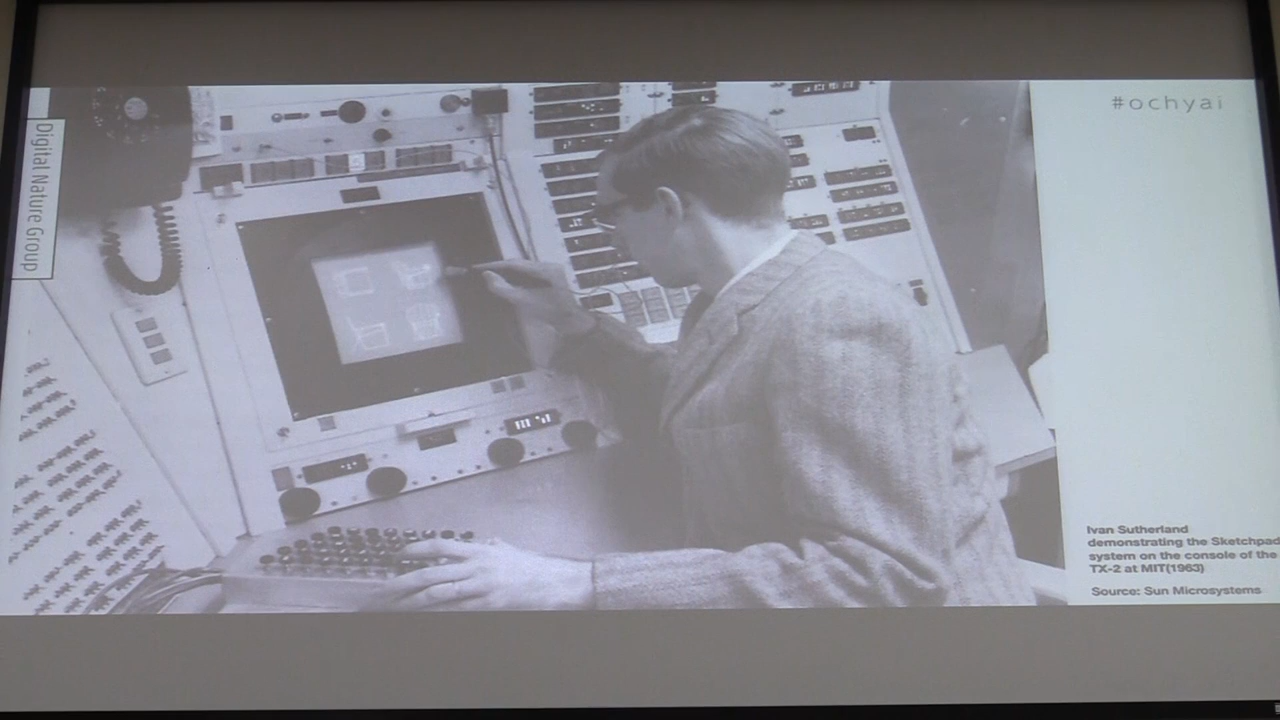 Digital Nature Group
#ochyai
Ivan Sutherland
demonstrating the Sketchpad
system on the console of the
TX-2 at MIT(1963)
Source: Sun Microsystems